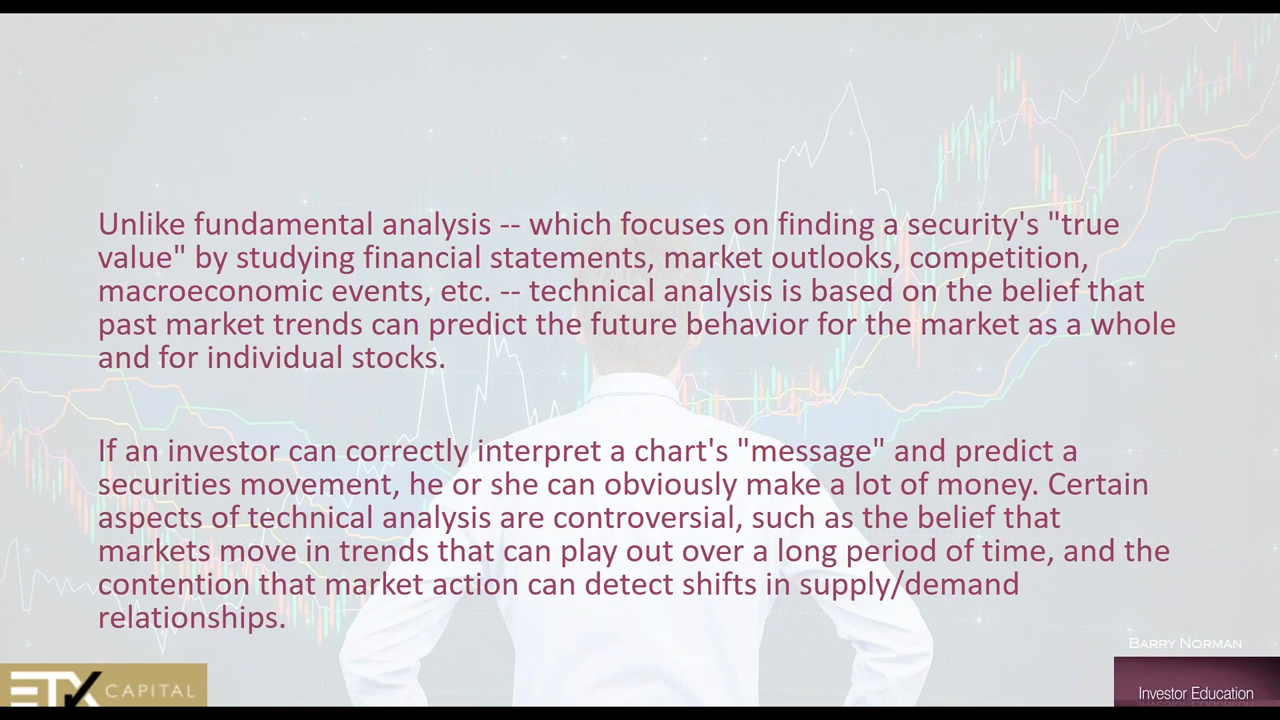 Unlike fundamental analysis -- which focuses on finding a security's "true
value" by studying financial statements, market outlooks, competition,
macroeconomic events, etc. -- technical analysis is based on the belief that
past market trends can predict the future behavior for the market as a whole
and for individual stocks.
If an investor can correctly interpret a chart's "message" and predict a
securities movement, he or she can obviously make a lot of money. Certain
aspects of technical analysis are controversial, such as the belief that
markets move in trends that can play out over a long period of time, and the
contention that market action can detect shifts in supply/demand
relationships.
Barry Norman
ETX CAPITAL
Investor Education